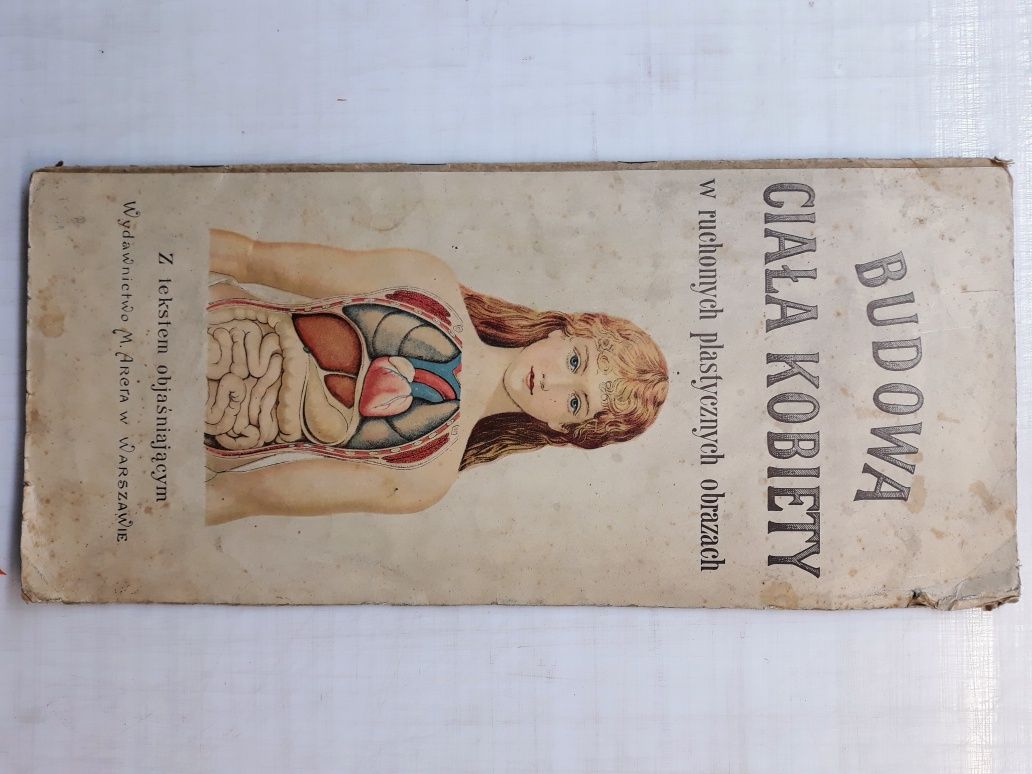 BUDOWA
CIAŁA KOBIETY
w ruchomych plastycznych obrazach
Z tekstem objaśniającym
Wydawnictwo M. Arcta w Warszawie